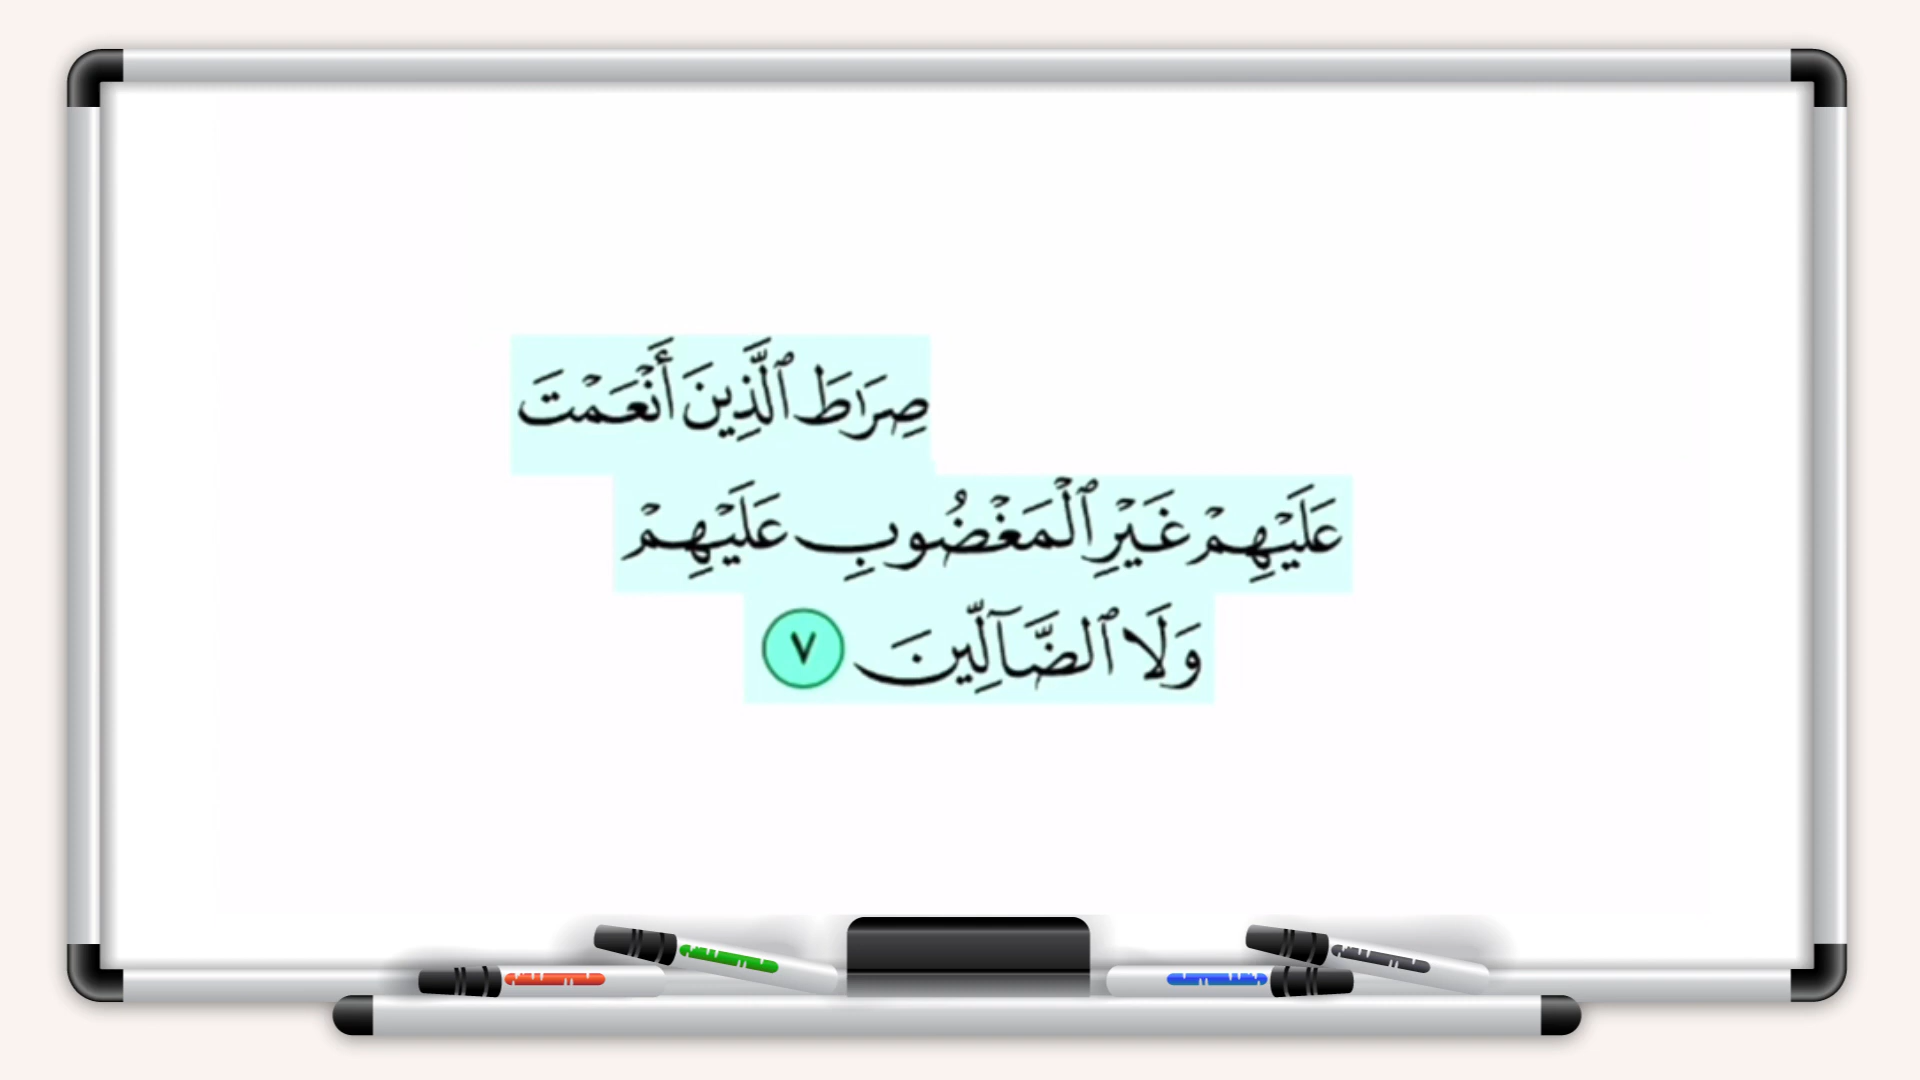 صِرَٰطَ ٱلَّذِينَ أَنۡعَمۡتَ
عَلَيۡهِمۡ غَيۡرِ ٱلۡمَغۡضُوبِ عَلَيۡهِمۡ
وَلَا ٱلضَّآلِّينَ ٧